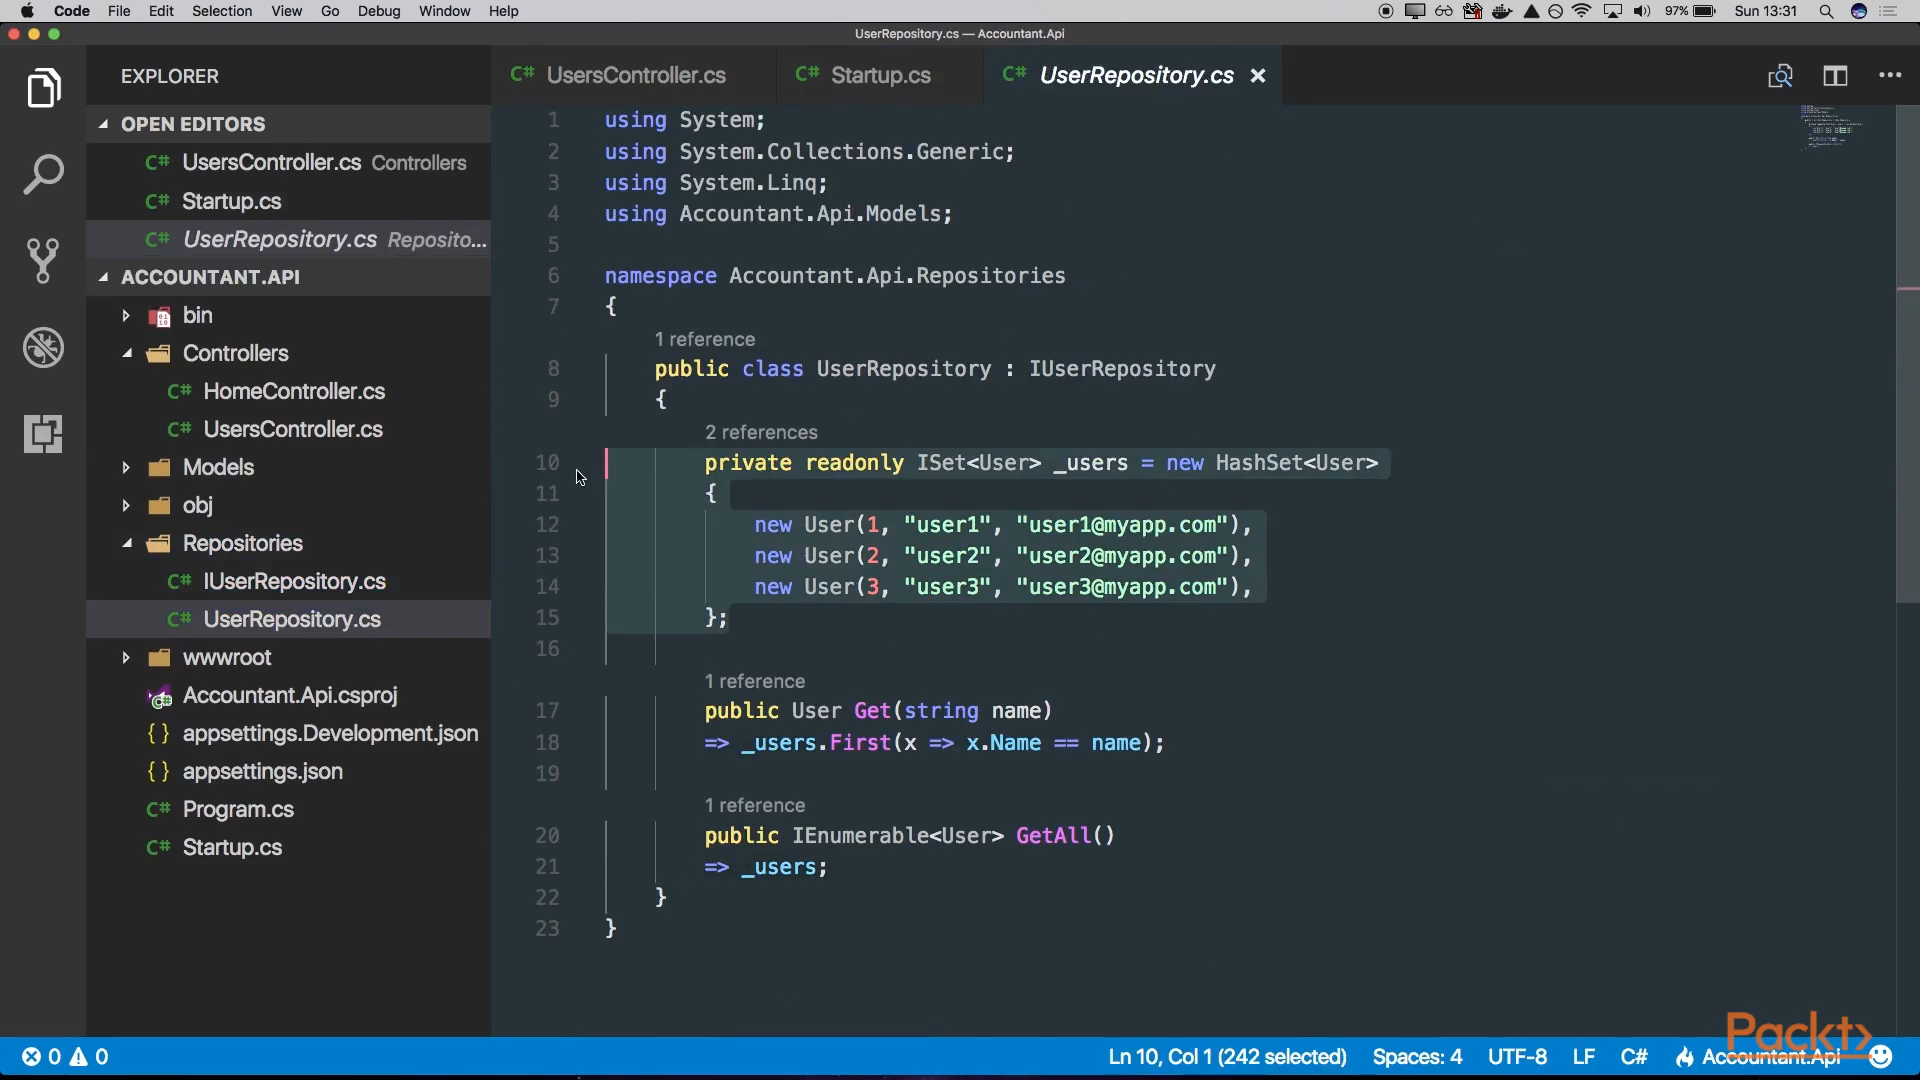 Code File Edit Selection View Go Debug Window Help 97% Sun 13:31
UserRepository.cs — Accountant.Api
EXPLORER
OPEN EDITORS
C# UsersController.cs Controllers
C# Startup.cs
C# UserRepository.cs Reposito...
ACCOUNTANT.API
bin
Controllers
C# HomeController.cs
C# UsersController.cs
Models
obj
Repositories
C# IUserRepository.cs
C# UserRepository.cs
wwwroot
Accountant.Api.csproj
{ } appsettings.Development.json
{ } appsettings.json
C# Program.cs
C# Startup.cs
C# UsersController.cs C# Startup.cs C# UserRepository.cs
1 using System;
2 using System.Collections.Generic;
3 using System.Linq;
4 using Accountant.Api.Models;
5
6 namespace Accountant.Api.Repositories
7 {
1 reference
8 public class UserRepository : IUserRepository
9 {
2 references
10 private readonly ISet<User> _users = new HashSet<User>
11 {
12 new User(1, "user1", "user1@myapp.com"),
13 new User(2, "user2", "user2@myapp.com"),
14 new User(3, "user3", "user3@myapp.com"),
15 };
16
1 reference
17 public User Get(string name)
18 => _users.First(x => x.Name == name);
19
1 reference
20 public IEnumerable<User> GetAll()
21 => _users;
22 }
23 }
Packt>
0 0 Ln 10, Col 1 (242 selected) Spaces: 4 UTF-8 LF C# Accountant.Api